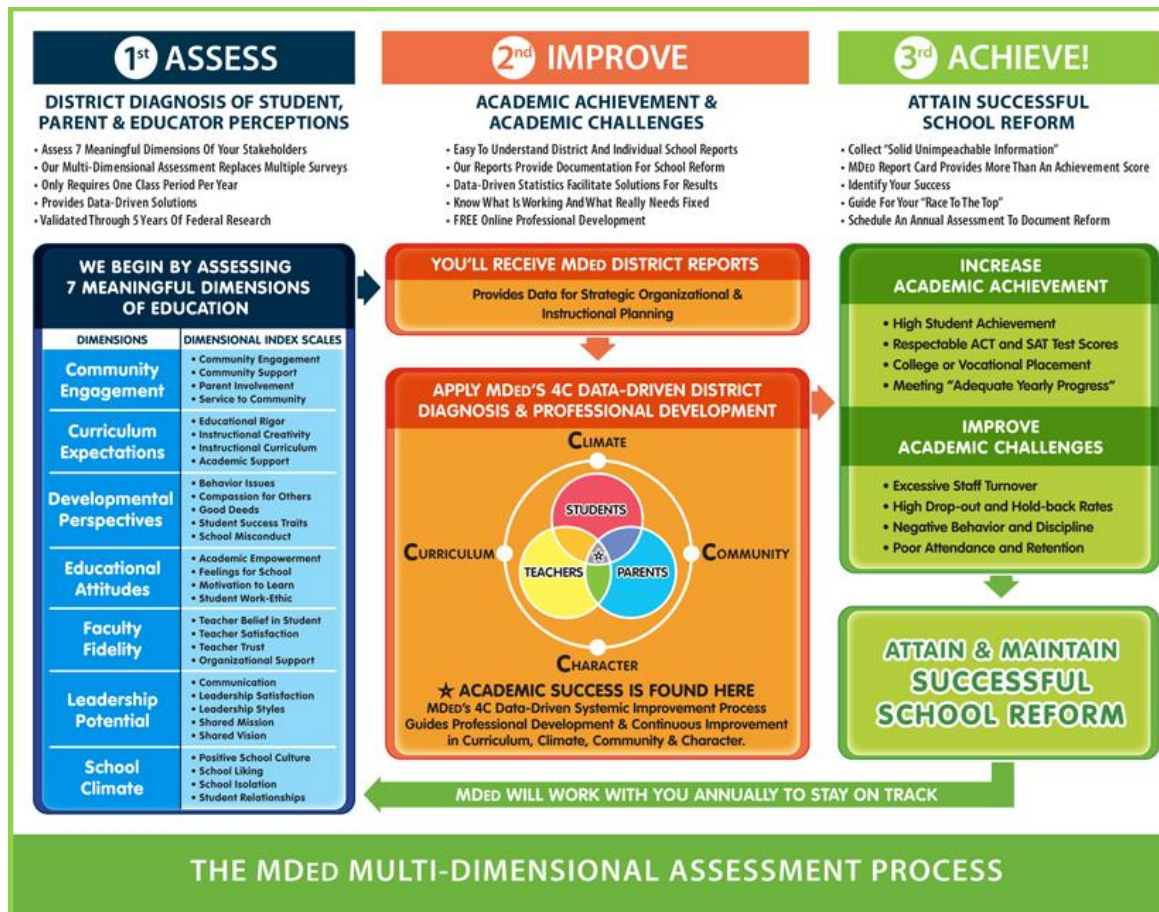 1st ASSESS
DISTRICT DIAGNOSIS OF STUDENT,
PARENT & EDUCATOR PERCEPTIONS
• Assess 7 Meaningful Dimensions Of Your Stakeholders
• Our Multi-Dimensional Assessment Replaces Multiple Surveys
• Only Requires One Class Period Per Year
• Provides Data-Driven Solutions
• Validated Through 5 Years Of Federal Research
WE BEGIN BY ASSESSING
7 MEANINGFUL DIMENSIONS
OF EDUCATION
DIMENSIONS
DIMENSIONAL INDEX SCALES
Community
Engagement
• Community Engagement
• Community Support
• Parent Involvement
• Service to Community
Curriculum
Expectations
• Educational Rigor
• Instructional Creativity
• Instructional Curriculum
• Academic Support
Developmental
Perspectives
• Behavior Issues
• Compassion for Others
• Good Deeds
• Student Success Traits
• School Misconduct
Educational
Attitudes
• Academic Empowerment
• Feelings for School
• Motivation to Learn
• Student Work-Ethic
Faculty
Fidelity
• Teacher Belief in Student
• Teacher Satisfaction
• Teacher Trust
• Organizational Support
Leadership
Potential
• Communication
• Leadership Satisfaction
• Leadership Styles
• Shared Mission
• Shared Vision
School
Climate
• Positive School Culture
• School Liking
• School Isolation
• Student Relationships
2nd IMPROVE
ACADEMIC ACHIEVEMENT &
ACADEMIC CHALLENGES
• Easy To Understand District And Individual School Reports
• Our Reports Provide Documentation For School Reform
• Data-Driven Statistics Facilitate Solutions For Results
• Know What Is Working And What Really Needs Fixed
• FREE Online Professional Development
YOU'LL RECEIVE MDED DISTRICT REPORTS
Provides Data for Strategic Organizational &
Instructional Planning
APPLY MDED'S 4C DATA-DRIVEN DISTRICT
DIAGNOSIS & PROFESSIONAL DEVELOPMENT
CLIMATE
STUDENTS
CURRICULUM
COMMUNITY
TEACHERS
PARENTS
CHARACTER
☆ ACADEMIC SUCCESS IS FOUND HERE
MDED'S 4C Data-Driven Systemic Improvement Process
Guides Professional Development & Continuous Improvement
in Curriculum, Climate, Community & Character.
3rd ACHIEVE!
ATTAIN SUCCESSFUL
SCHOOL REFORM
• Collect "Solid Unimpeachable Information"
• MDED Report Card Provides More Than An Achievement Score
• Identify Your Success
• Guide For Your "Race To The Top"
• Schedule An Annual Assessment To Document Reform
INCREASE
ACADEMIC ACHIEVEMENT
• High Student Achievement
• Respectable ACT and SAT Test Scores
• College or Vocational Placement
• Meeting "Adequate Yearly Progress"
IMPROVE
ACADEMIC CHALLENGES
• Excessive Staff Turnover
• High Drop-out and Hold-back Rates
• Negative Behavior and Discipline
• Poor Attendance and Retention
ATTAIN & MAINTAIN
SUCCESSFUL
SCHOOL REFORM
MDED WILL WORK WITH YOU ANNUALLY TO STAY ON TRACK
THE MDED MULTI-DIMENSIONAL ASSESSMENT PROCESS